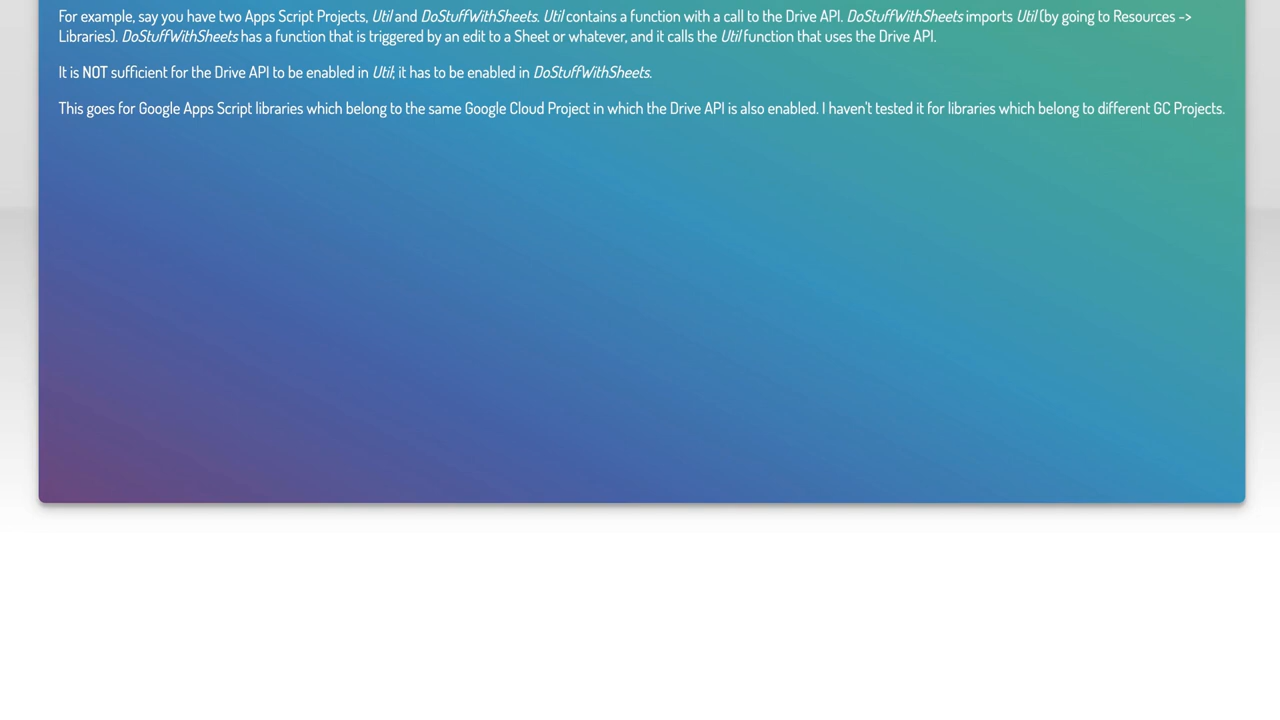 For example, say you have two Apps Script Projects, Util and DoStuffWithSheets. Util contains a function with a call to the Drive API. DoStuffWithSheets imports Util (by going to Resources ->
Libraries). DoStuffWithSheets has a function that is triggered by an edit to a Sheet or whatever, and it calls the Util function that uses the Drive API.
It is NOT sufficient for the Drive API to be enabled in Util; it has to be enabled in DoStuffWithSheets.
This goes for Google Apps Script libraries which belong to the same Google Cloud Project in which the Drive API is also enabled. I haven't tested it for libraries which belong to different GC Projects.